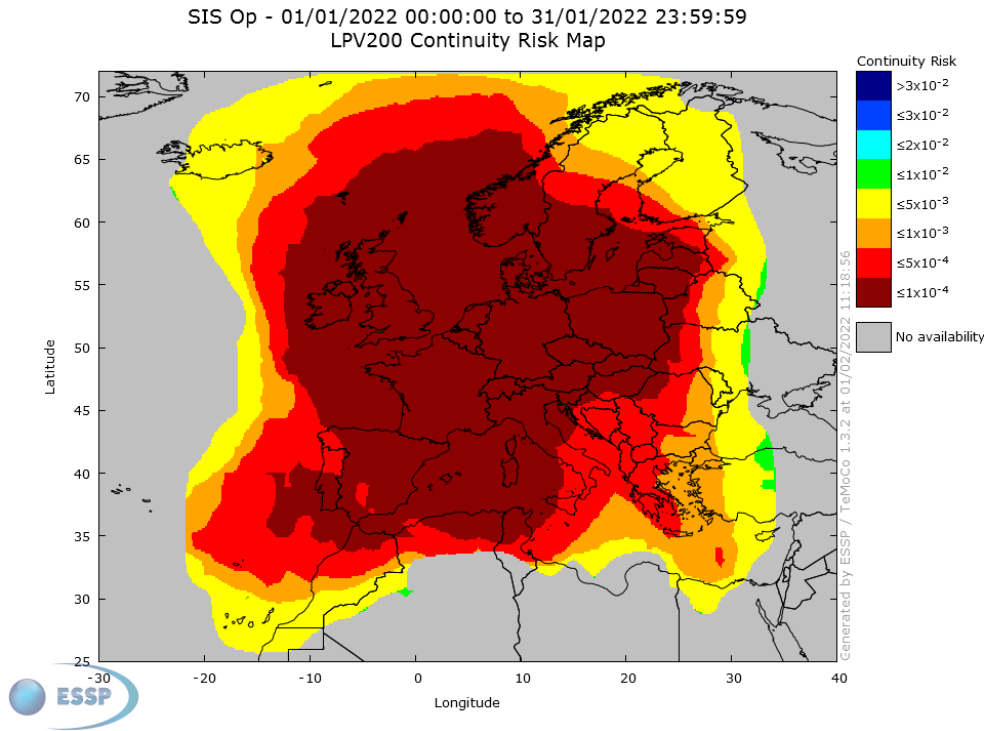 SIS Op - 01/01/2022 00:00:00 to 31/01/2022 23:59:59
LPV200 Continuity Risk Map
Continuity Risk
>3x10-2
≤3x10-2
≤2x10-2
≤1x10-2
≤5x10-3
≤1x10-3
≤5x10-4
≤1x10-4
No availability
70
65
60
55
50
45
40
35
30
25
Latitude
-30
-20
-10
0
10
20
30
40
Longitude
Generated by ESSP / TeMoCo 1.3.2 at 01/02/2022 11:18:56
ESSP